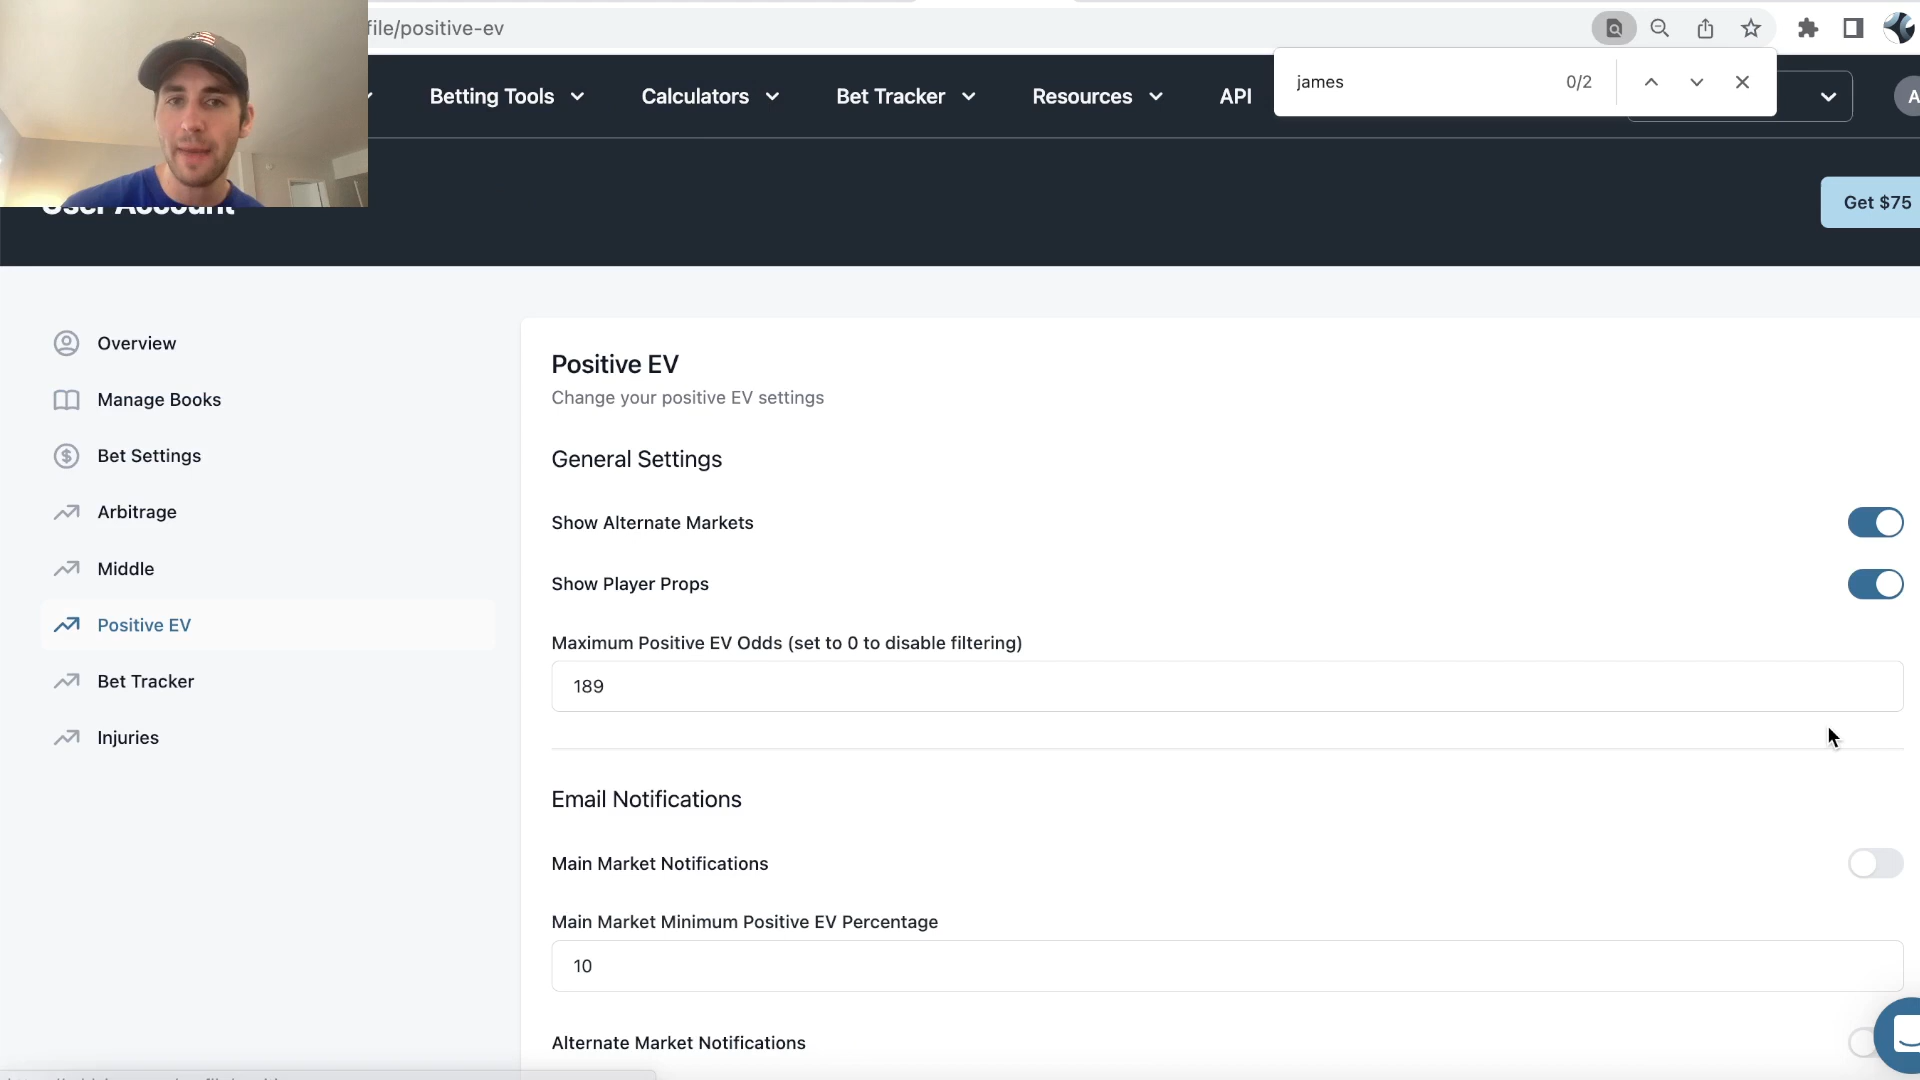 file/positive-ev
james
0/2
Betting Tools
Calculators
Bet Tracker
Resources
API
A
User Account
Get $75
Overview
Manage Books
Bet Settings
Arbitrage
Middle
Positive EV
Bet Tracker
Injuries
Positive EV
Change your positive EV settings
General Settings
Show Alternate Markets
Show Player Props
Maximum Positive EV Odds (set to 0 to disable filtering)
189
Email Notifications
Main Market Notifications
Main Market Minimum Positive EV Percentage
10
Alternate Market Notifications